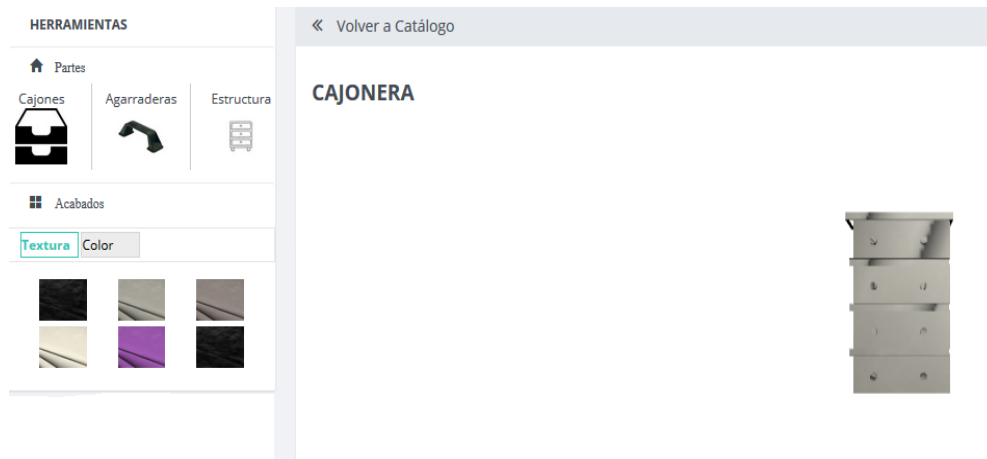 HERRAMIENTAS
Partes
Cajones Agarraderas Estructura
Acabados
Textura Color
Volver a Catálogo
CAJONERA